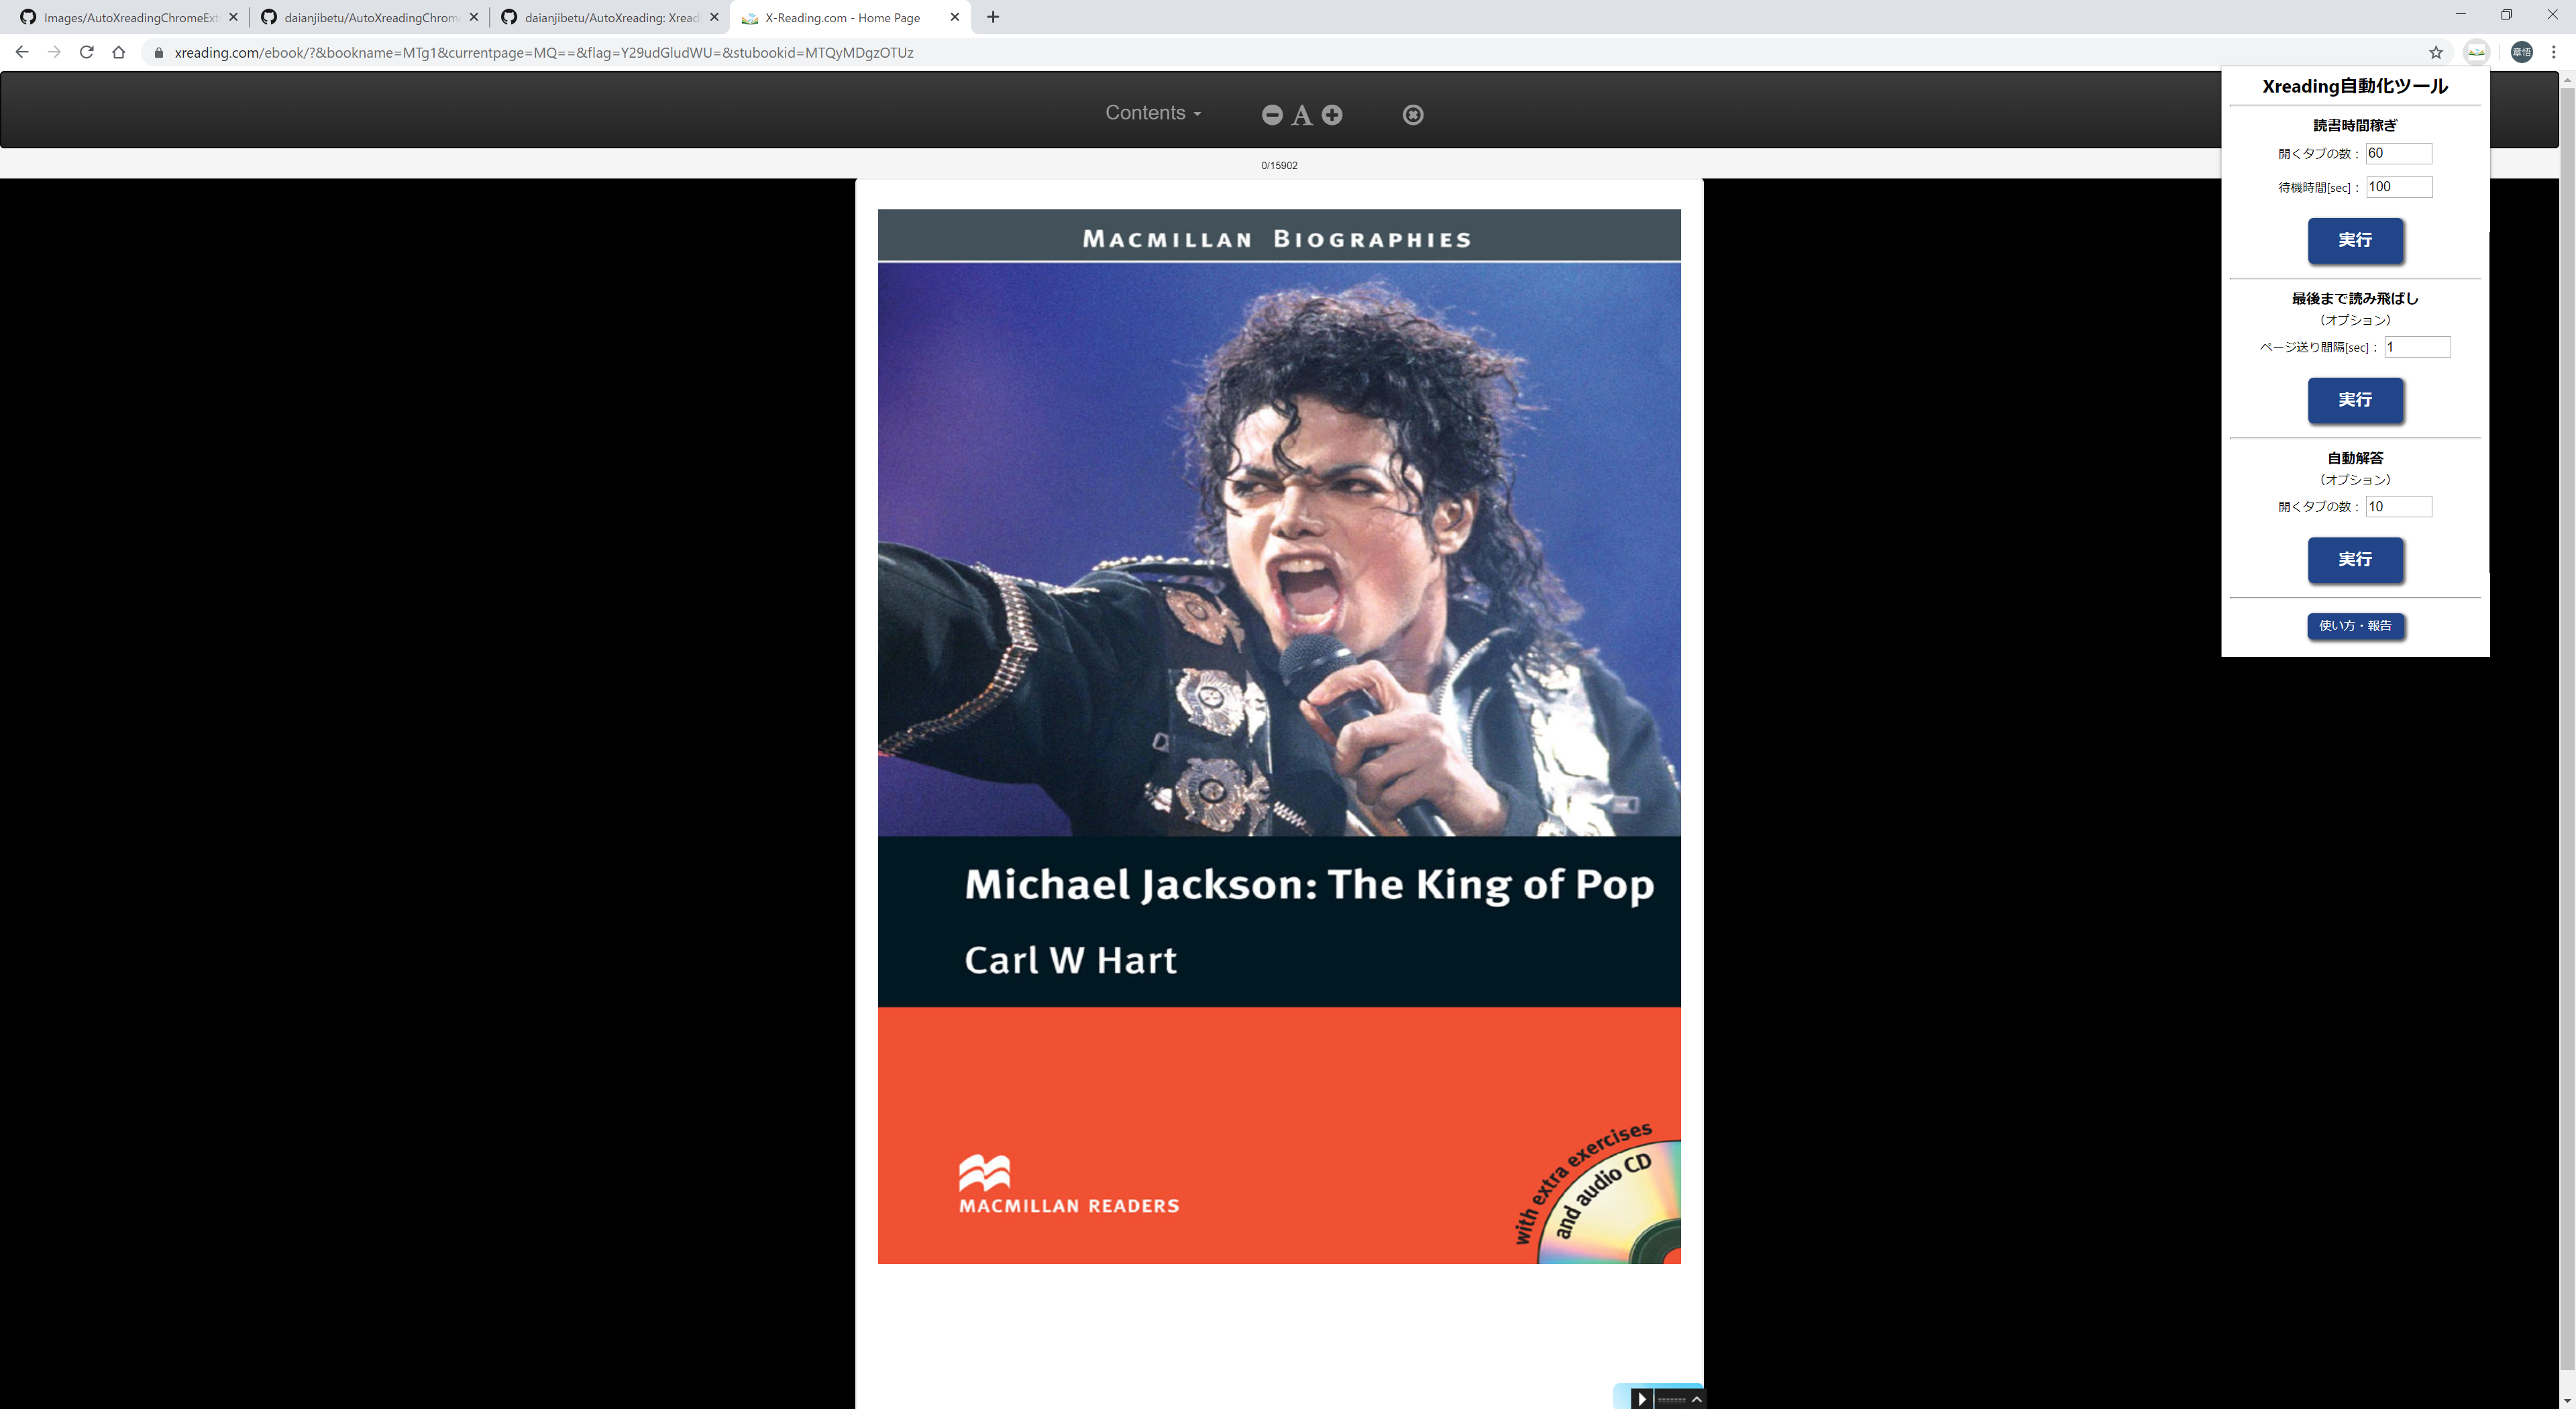 Images/AutoXreadingChromeExt
daianjibetu/AutoXreadingChrome
daianjibetu/AutoXreading: Xread
X-Reading.com - Home Page
xreading.com/ebook/?&bookname=MTg1&currentpage=MQ==&flag=Y29udGludWU=&stubookid=MTQyMDgzOTUz
章悟
Contents
A
0/15902
MACMILLAN BIOGRAPHIES
Michael Jackson: The King of Pop
Carl W Hart
MACMILLAN READERS
with extra exercises
and audio CD
Xreading自動化ツール
読書時間稼ぎ
開くタブの数： 60
待機時間[sec]： 100
実行
最後まで読み飛ばし
（オプション）
ページ送り間隔[sec]： 1
実行
自動解答
（オプション）
開くタブの数： 10
実行
使い方・報告